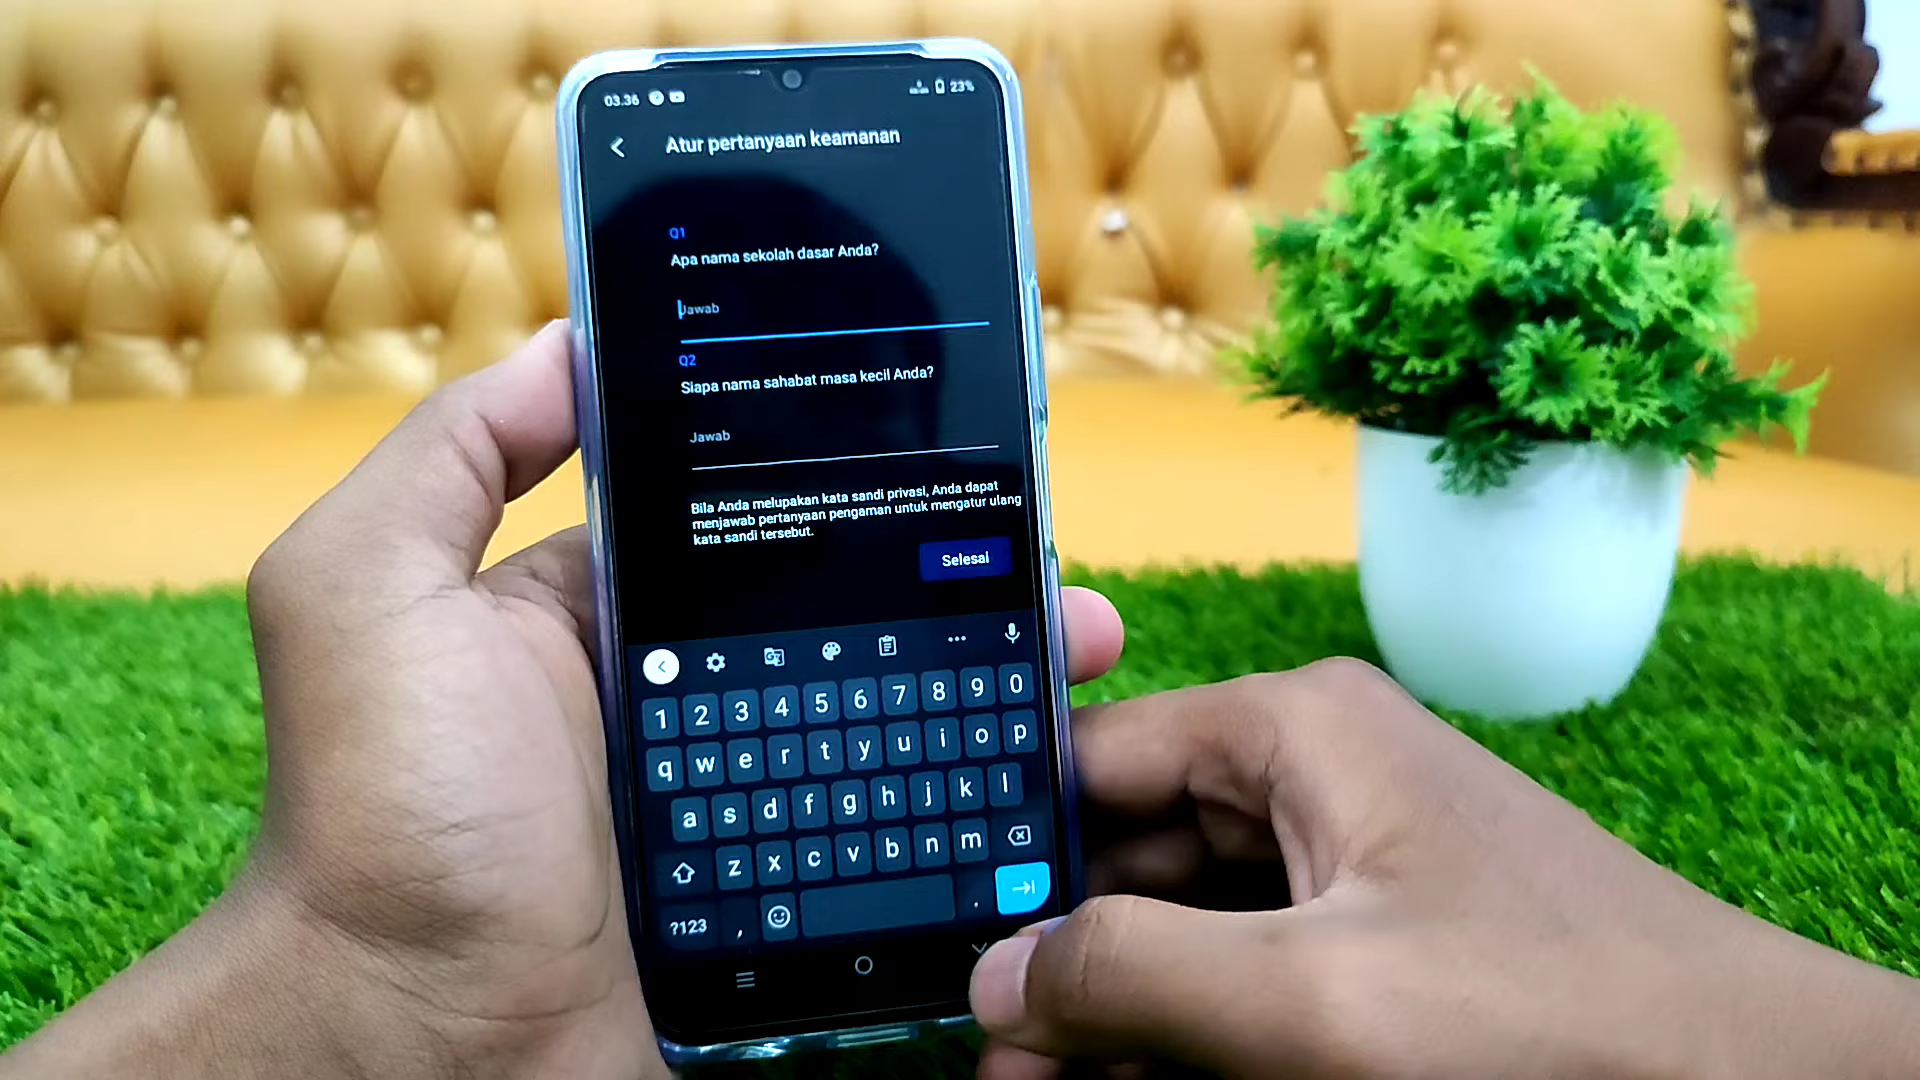 03.36
23%
Atur pertanyaan keamanan
Q1
Apa nama sekolah dasar Anda?
Jawab
Q2
Siapa nama sahabat masa kecil Anda?
Jawab
Bila Anda melupakan kata sandi privasi, Anda dapat
menjawab pertanyaan pengaman untuk mengatur ulang
kata sandi tersebut.
Selesai
1 2 3 4 5 6 7 8 9 0
q w e r t y u i o p
a s d f g h j k l
z x c v b n m
?123 , .